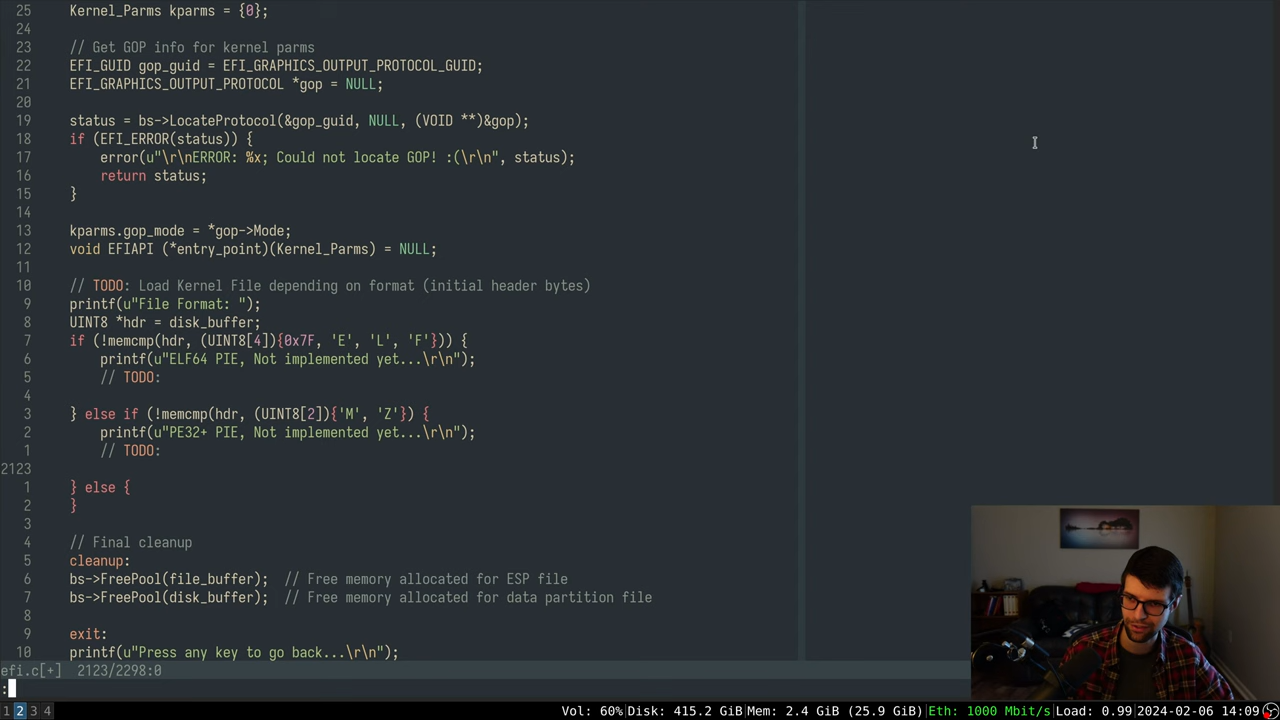 25     Kernel_Parms kparms = {0};
24
23     // Get GOP info for kernel parms
22     EFI_GUID gop_guid = EFI_GRAPHICS_OUTPUT_PROTOCOL_GUID;
21     EFI_GRAPHICS_OUTPUT_PROTOCOL *gop = NULL;
20
19     status = bs->LocateProtocol(&gop_guid, NULL, (VOID **)&gop);
18     if (EFI_ERROR(status)) {
17         error(u"\r\nERROR: %x; Could not locate GOP! :(\r\n", status);
16         return status;
15     }
14
13     kparms.gop_mode = *gop->Mode;
12     void EFIAPI (*entry_point)(Kernel_Parms) = NULL;
11
10     // TODO: Load Kernel File depending on format (initial header bytes)
9     printf(u"File Format: ");
8     UINT8 *hdr = disk_buffer;
7     if (!memcmp(hdr, (UINT8[4]){0x7F, 'E', 'L', 'F'})) {
6         printf(u"ELF64 PIE, Not implemented yet...\r\n");
5         // TODO:
4
3     } else if (!memcmp(hdr, (UINT8[2]){'M', 'Z'}) {
2         printf(u"PE32+ PIE, Not implemented yet...\r\n");
1         // TODO:
2123
1     } else {
2     }
3
4     // Final cleanup
5     cleanup:
6     bs->FreePool(file_buffer);  // Free memory allocated for ESP file
7     bs->FreePool(disk_buffer);  // Free memory allocated for data partition file
8
9     exit:
10     printf(u"Press any key to go back...\r\n");
efi.c[+]  2123/2298:0
:
1 2 3 4 Vol: 60%|Disk: 415.2 GiB|Mem: 2.4 GiB (25.9 GiB)|Eth: 1000 Mbit/s|Load: 0.99|2024-02-06 14:09